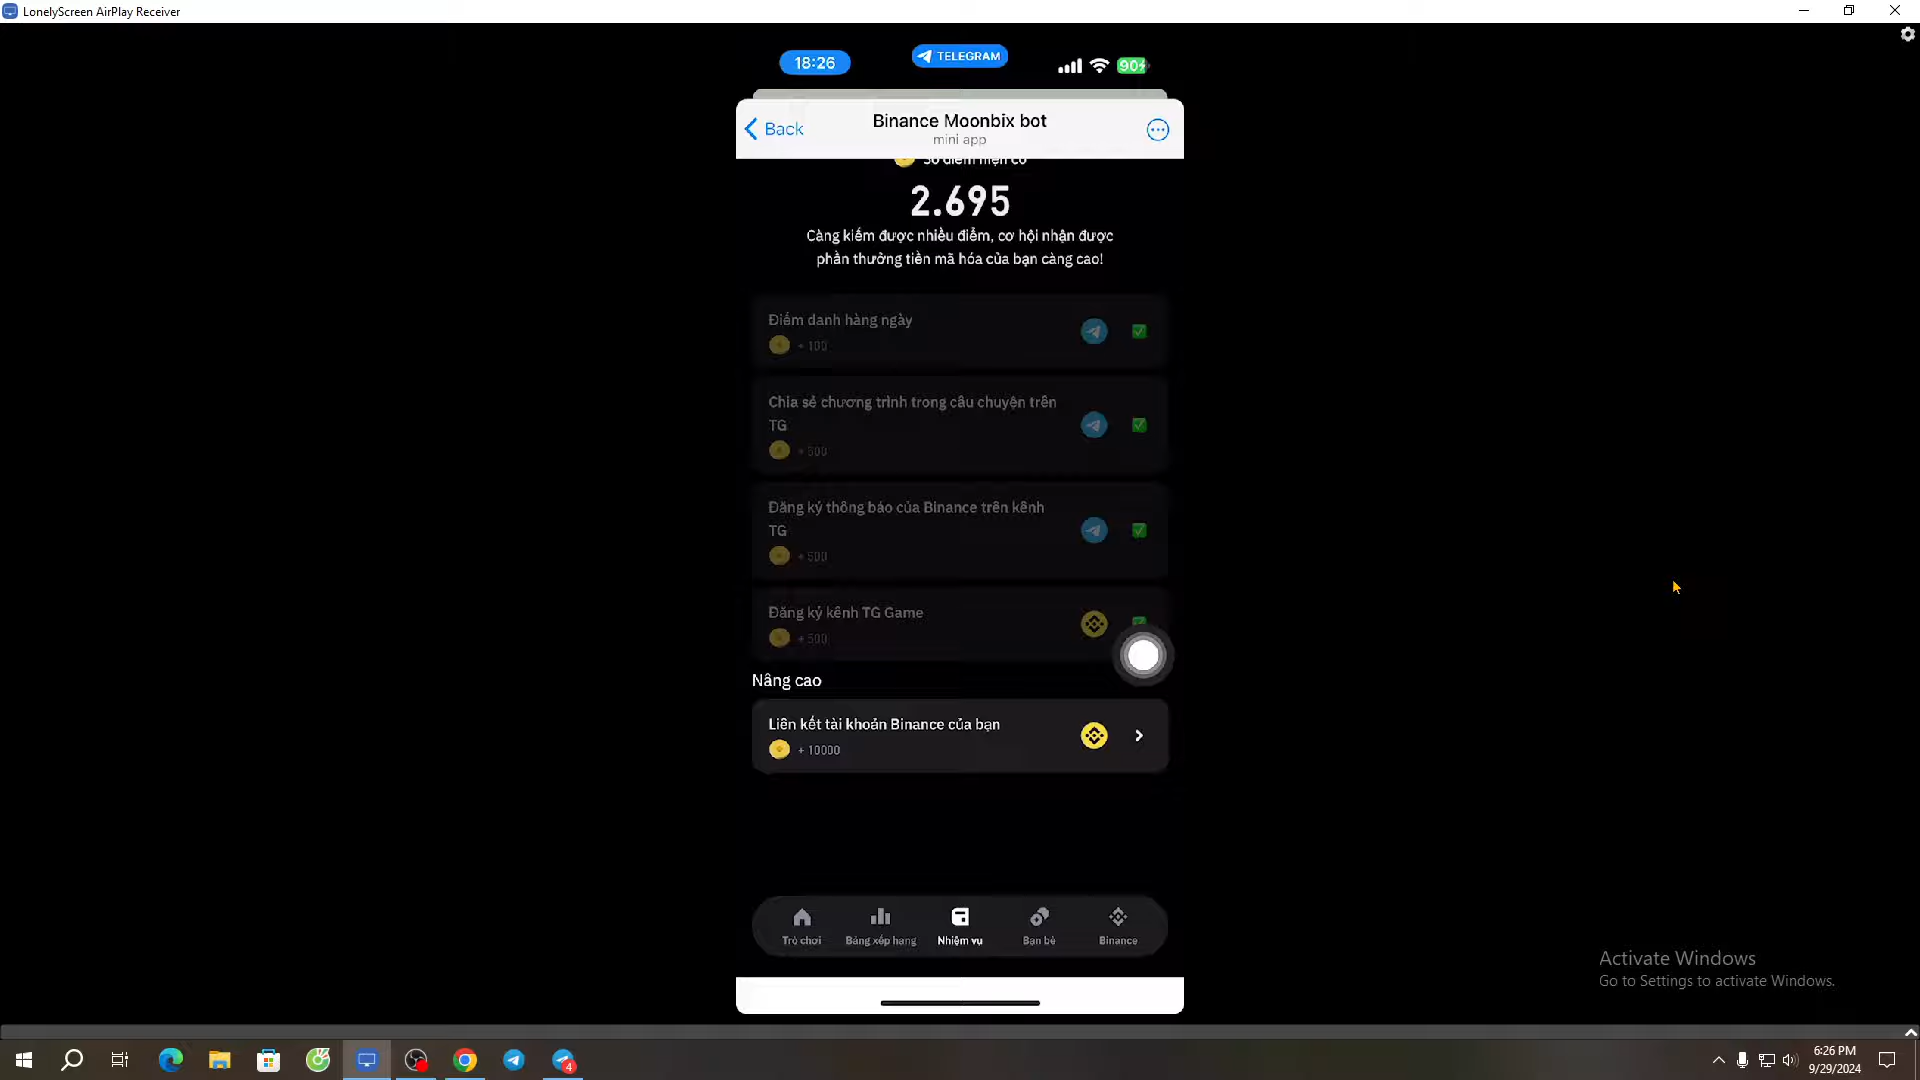 LonelyScreen AirPlay Receiver
18:26
TELEGRAM
90
Back
Binance Moonbix bot
mini app
Số điểm hiện có
2.695
Càng kiếm được nhiều điểm, cơ hội nhận được
phần thưởng tiền mã hóa của bạn càng cao!
Điểm danh hàng ngày
+ 100
Chia sẻ chương trình trong câu chuyện trên
TG
Đăng ký thông báo của Binance trên kênh
TG
+ 500
Đăng ký kênh TG Game
+ 500
Nâng cao
Liên kết tài khoản Binance của bạn
+ 10000
Trò chơi
Bảng xếp hạng
Nhiệm vụ
Bạn bè
Binance
Activate Windows
Go to Settings to activate Windows.
4
6:26 PM
9/29/2024